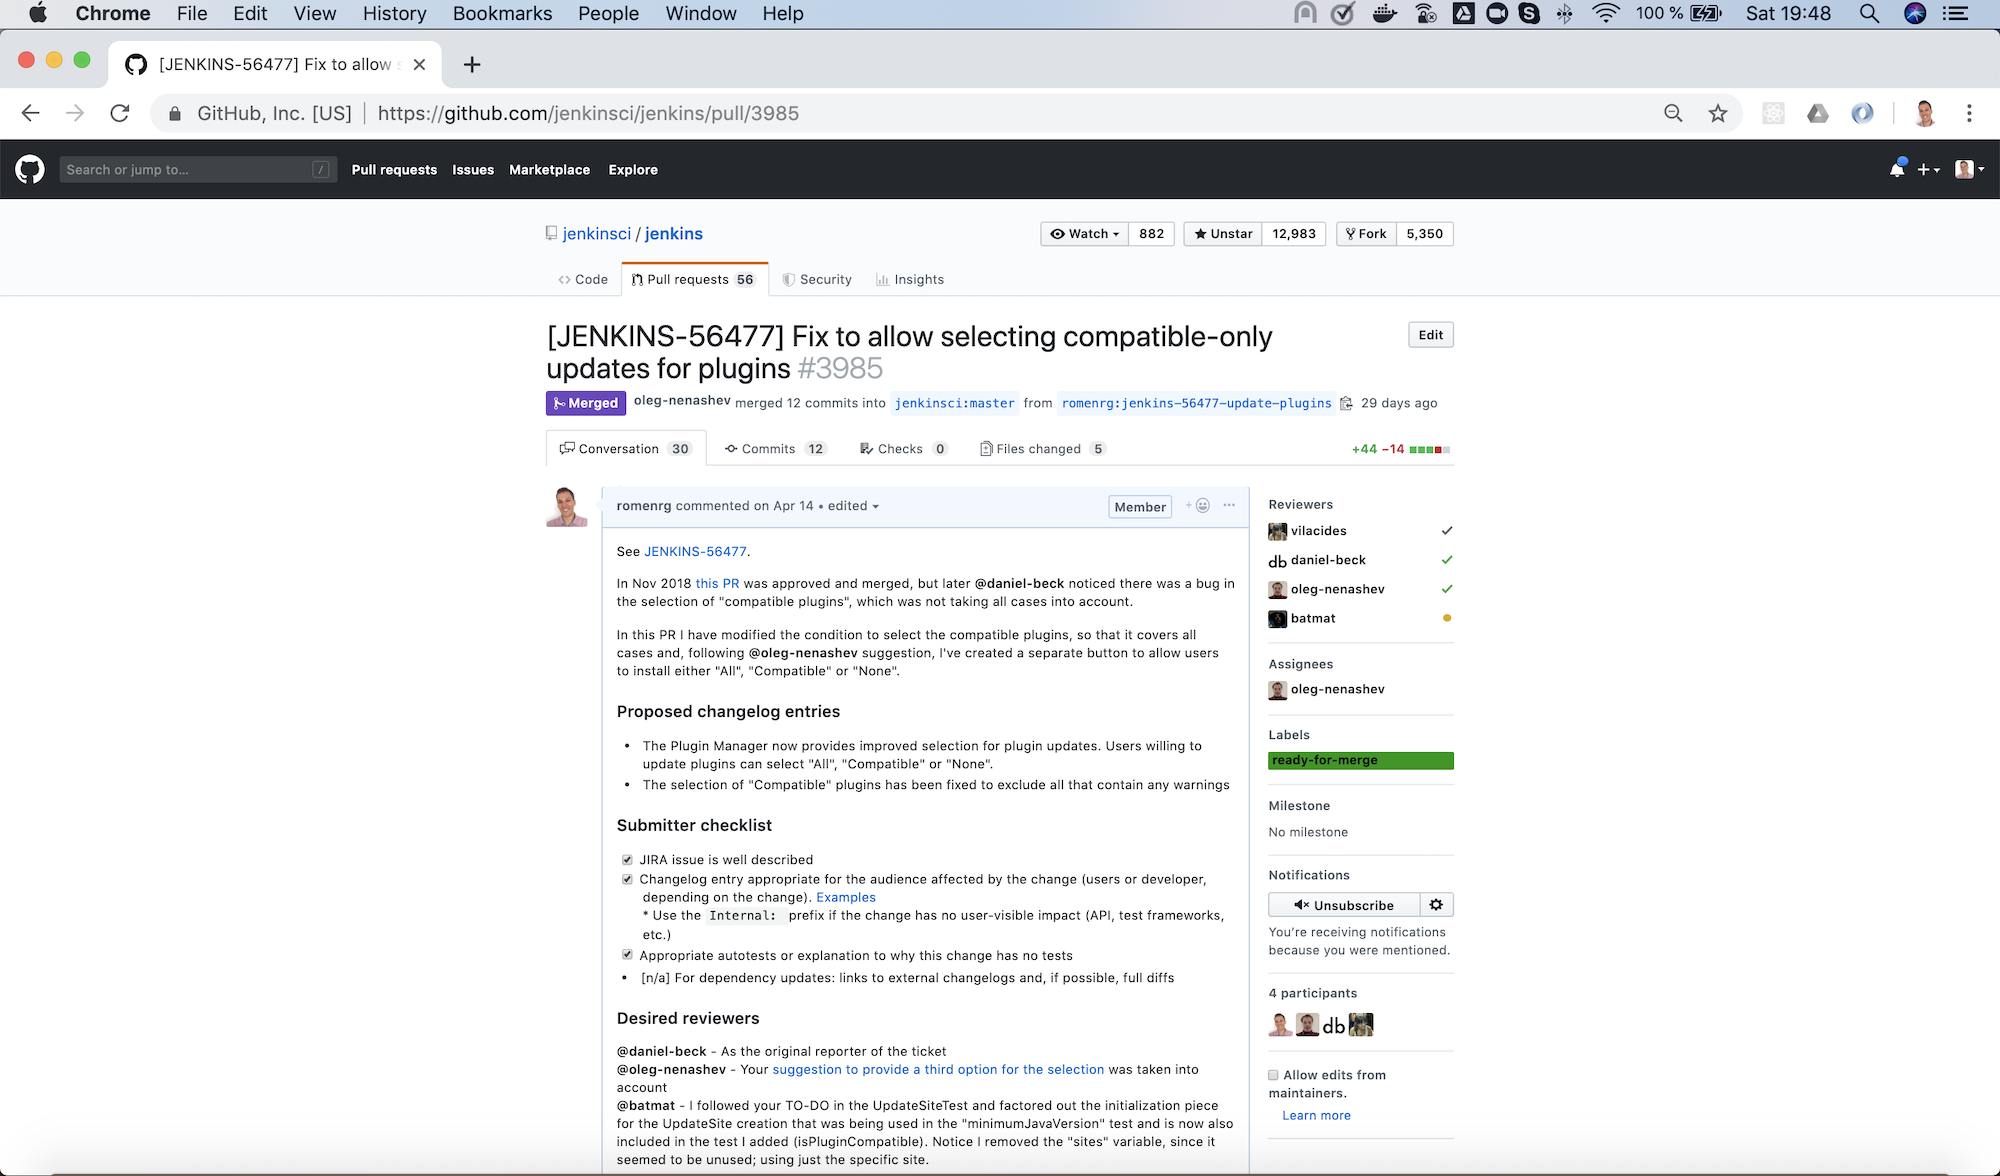 Chrome File Edit View History Bookmarks People Window Help 100 % Sat 19:48
[JENKINS-56477] Fix to allow
GitHub, Inc. [US] https://github.com/jenkinsci/jenkins/pull/3985
Search or jump to... / Pull requests Issues Marketplace Explore
jenkinsci / jenkins Watch 882 Unstar 12,983 Fork 5,350
Code Pull requests 56 Security Insights
[JENKINS-56477] Fix to allow selecting compatible-only
updates for plugins #3985
Edit
Merged oleg-nenashev merged 12 commits into jenkinsci:master from romenrg:jenkins-56477-update-plugins 29 days ago
Conversation 30 Commits 12 Checks 0 Files changed 5 +44 −14
romenrg commented on Apr 14 • edited Member
See JENKINS-56477.
In Nov 2018 this PR was approved and merged, but later @daniel-beck noticed there was a bug in
the selection of "compatible plugins", which was not taking all cases into account.
In this PR I have modified the condition to select the compatible plugins, so that it covers all
cases and, following @oleg-nenashev suggestion, I've created a separate button to allow users
to install either "All", "Compatible" or "None".
Proposed changelog entries
• The Plugin Manager now provides improved selection for plugin updates. Users willing to
update plugins can select "All", "Compatible" or "None".
• The selection of "Compatible" plugins has been fixed to exclude all that contain any warnings
Submitter checklist
JIRA issue is well described
Changelog entry appropriate for the audience affected by the change (users or developer,
depending on the change). Examples
* Use the Internal: prefix if the change has no user-visible impact (API, test frameworks,
etc.)
Appropriate autotests or explanation to why this change has no tests
• [n/a] For dependency updates: links to external changelogs and, if possible, full diffs
Desired reviewers
@daniel-beck - As the original reporter of the ticket
@oleg-nenashev - Your suggestion to provide a third option for the selection was taken into
account
@batmat - I followed your TO-DO in the UpdateSiteTest and factored out the initialization piece
for the UpdateSite creation that was being used in the "minimumJavaVersion" test and is now also
included in the test I added (isPluginCompatible). Notice I removed the "sites" variable, since it
seemed to be unused; using just the specific site.
Reviewers
vilacides
db daniel-beck
oleg-nenashev
batmat
Assignees
oleg-nenashev
Labels
ready-for-merge
Milestone
No milestone
Notifications
Unsubscribe
You're receiving notifications
because you were mentioned.
4 participants
db
Allow edits from
maintainers.
Learn more